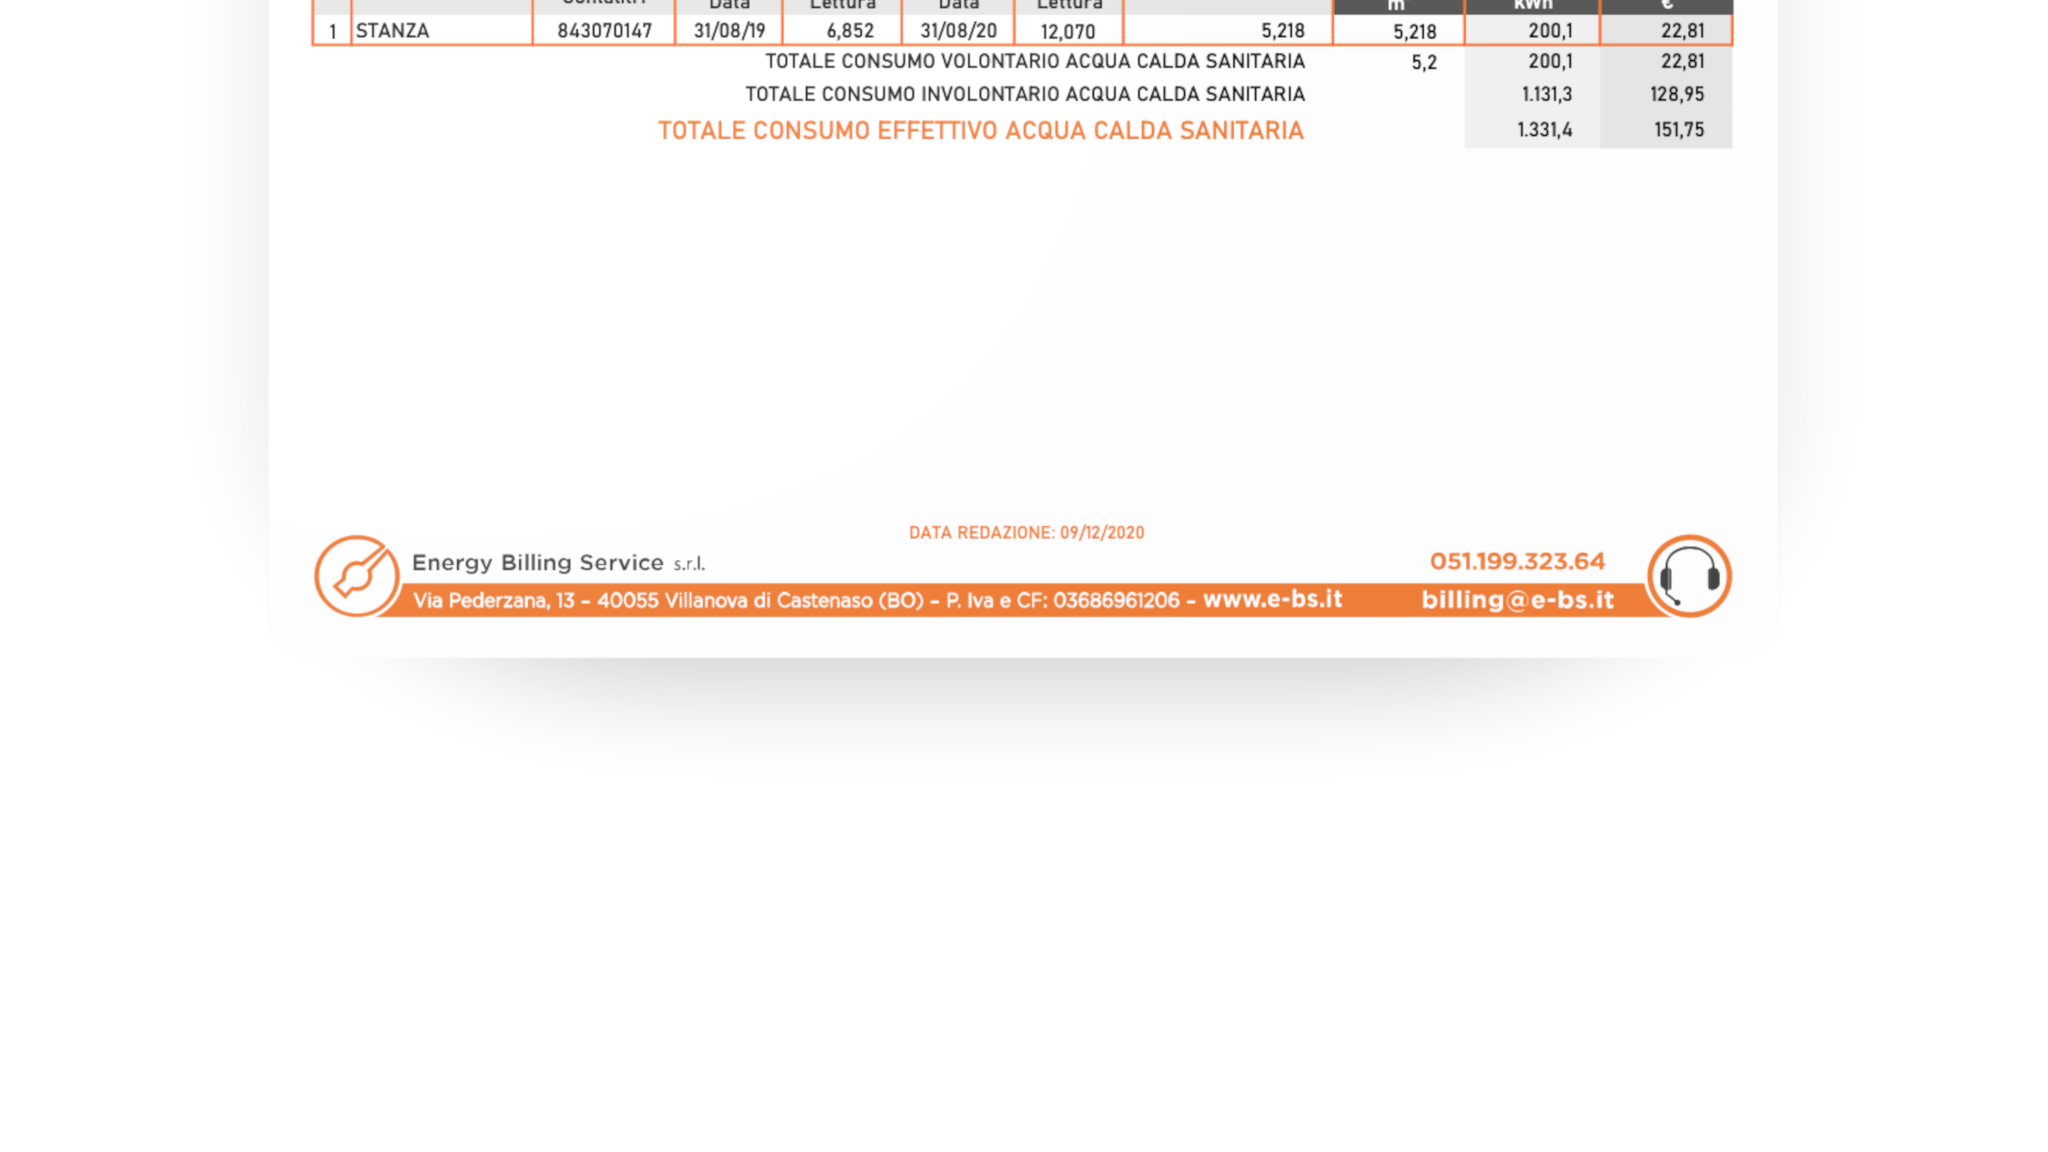 Contatiri Data Lettura Data Lettura m³ kWh €
1 STANZA 843070147 31/08/19 6,852 31/08/20 12,070 5,218 5,218 200,1 22,81
TOTALE CONSUMO VOLONTARIO ACQUA CALDA SANITARIA 5,2 200,1 22,81
TOTALE CONSUMO INVOLONTARIO ACQUA CALDA SANITARIA 1.131,3 128,95
TOTALE CONSUMO EFFETTIVO ACQUA CALDA SANITARIA 1.331,4 151,75
DATA REDAZIONE: 09/12/2020
Energy Billing Service s.r.l. 051.199.323.64
Via Pederzana, 13 – 40055 Villanova di Castenaso (BO) – P. Iva e CF: 03686961206 – www.e-bs.it billing@e-bs.it